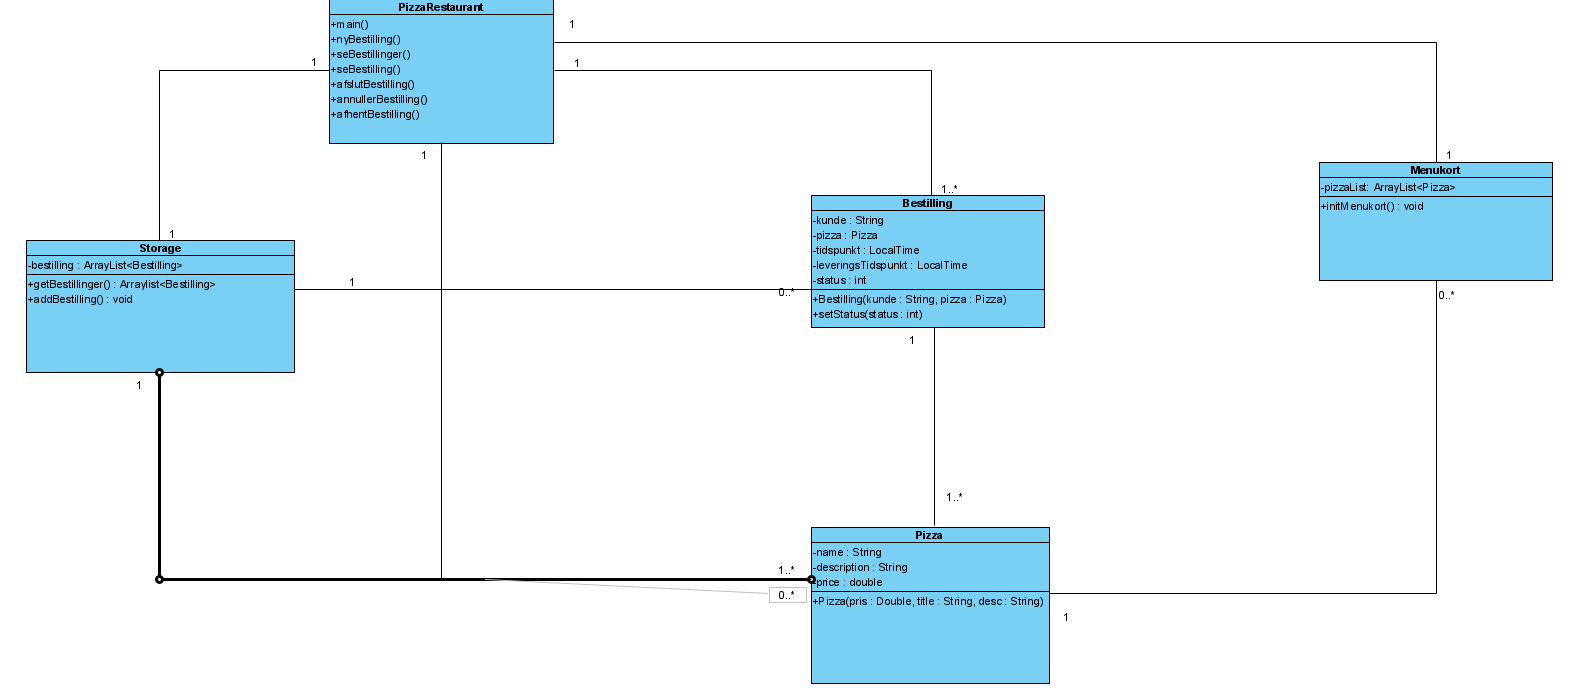 PizzaRestaurant
+main()
+nyBestilling()
+seBestillinger()
+seBestilling()
+afslutBestilling()
+annullerBestilling()
+afhentBestilling()
1
1
1
1
1
1..*
1
Menukort
-pizzaList: ArrayList<Pizza>
+initMenukort() : void
0..*
Bestilling
-kunde : String
-pizza : Pizza
-tidspunkt : LocalTime
-leveringsTidspunkt : LocalTime
-status : int
+Bestilling(kunde : String, pizza : Pizza)
+setStatus(status : int)
1
Storage
-bestilling : ArrayList<Bestilling>
+getBestillinger() : Arraylist<Bestilling>
+addBestilling() : void
1
0..*
1
1
1..*
1..*
0..*
Pizza
-name : String
-description : String
-price : double
+Pizza(pris : Double, title : String, desc : String)
1